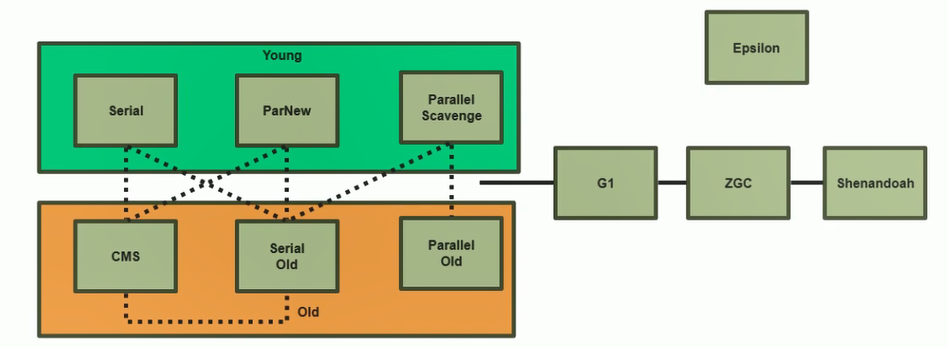 Epsilon
Young
Serial
ParNew
Parallel
Scavenge
G1
ZGC
Shenandoah
CMS
Serial
Old
Parallel
Old
Old